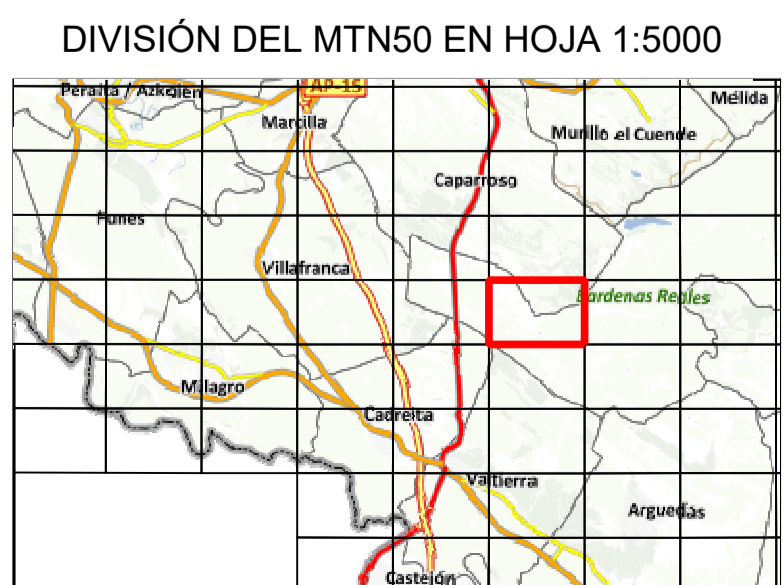 DIVISIÓN DEL MTN50 EN HOJA 1:5000
AP-15
Peralta / Azkoien
Mélida
Marcilla
Murillo el Cuende
Caparroso
Funes
Villafranca
Bardenas Reales
Milagro
Cadreita
Valtierra
Arguedas
Castejón